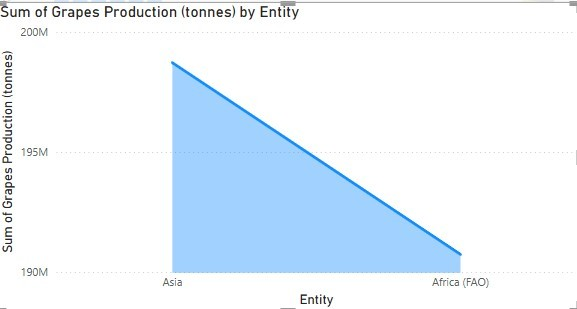 Sum of Grapes Production (tonnes) by Entity
Sum of Grapes Production (tonnes)
200M
195M
190M
Asia
Africa (FAO)
Entity